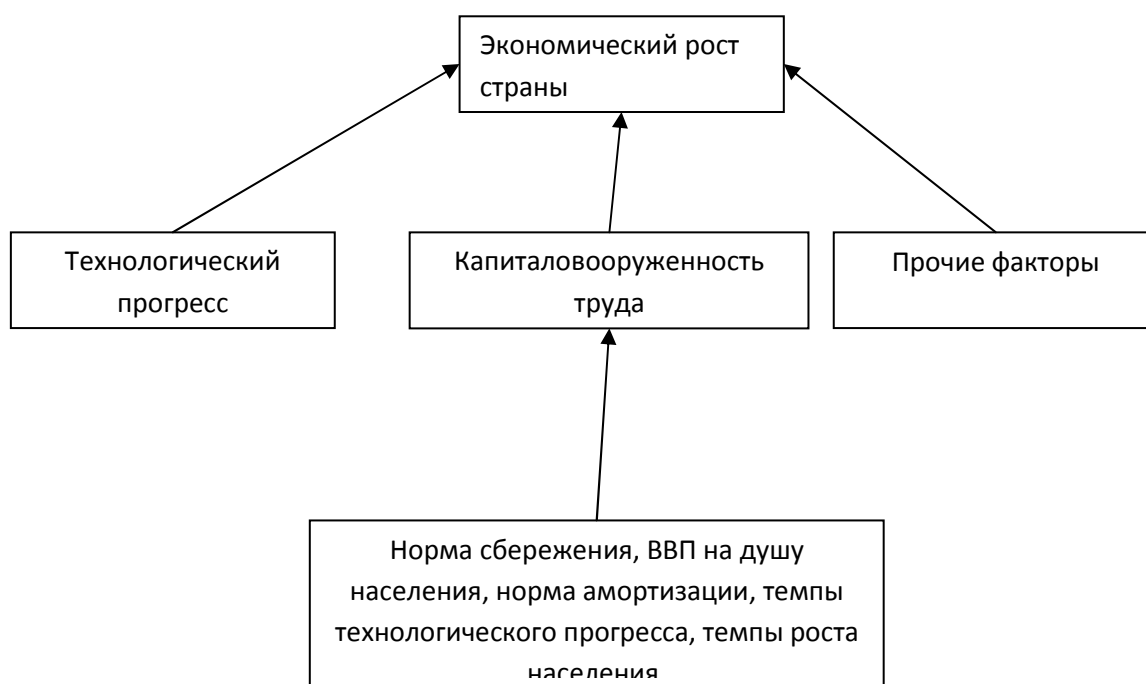 Экономический рост
страны
Технологический
прогресс
Капиталовооруженность
труда
Прочие факторы
Норма сбережения, ВВП на душу
населения, норма амортизации, темпы
технологического прогресса, темпы роста
населения